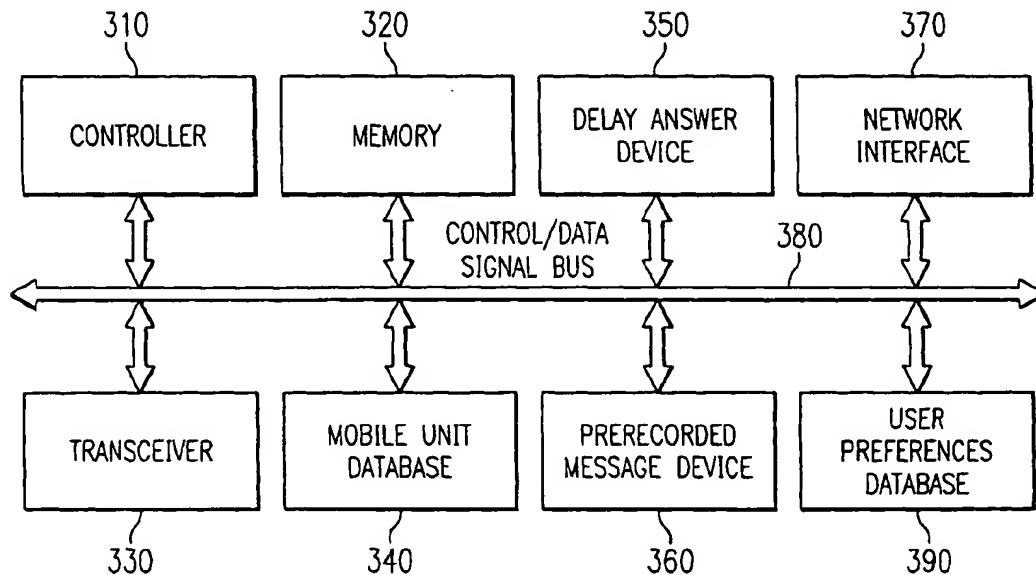 310
320
350
370
CONTROLLER
MEMORY
DELAY ANSWER
DEVICE
NETWORK
INTERFACE
CONTROL/DATA
SIGNAL BUS
380
TRANSCEIVER
MOBILE UNIT
DATABASE
PRERECORDED
MESSAGE DEVICE
USER
PREFERENCES
DATABASE
330
340
360
390